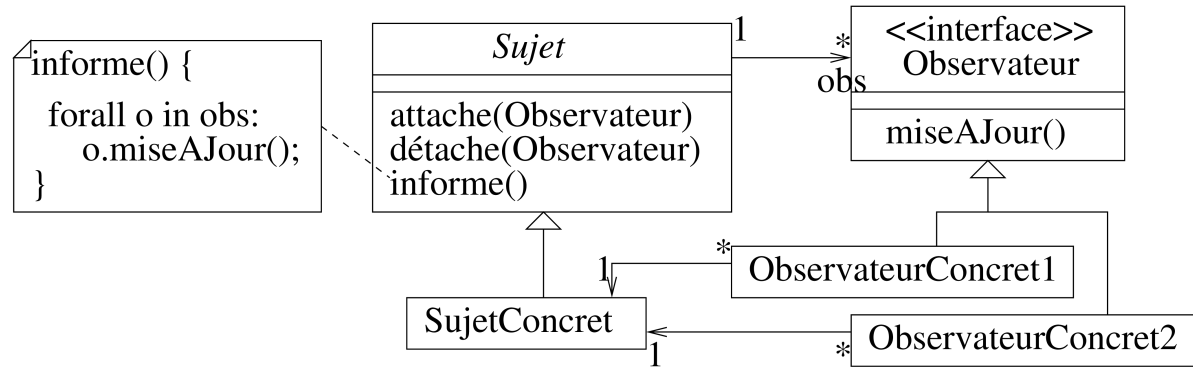 informe() {
forall o in obs:
o.miseAJour();
}
Sujet
attache(Observateur)
détache(Observateur)
informe()
1
*
obs
<<interface>>
Observateur
miseAJour()
*
1
ObservateurConcret1
SujetConcret
1
*
ObservateurConcret2